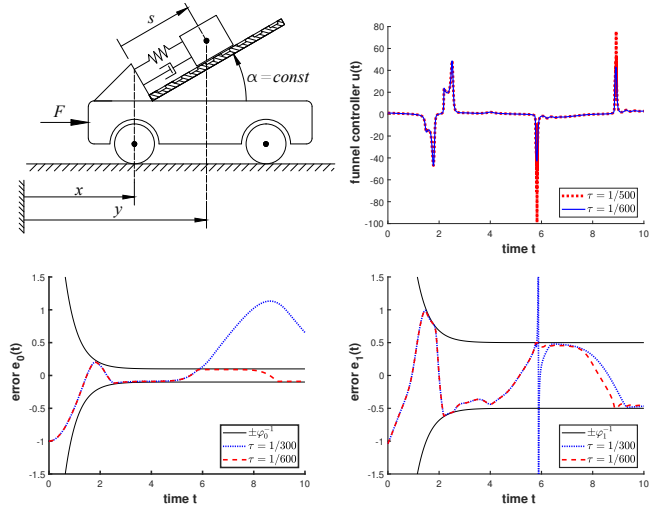 s
α=const
F
x
y
funnel controller u(t)
80
60
40
20
0
-20
-40
-60
-80
-100
0 2 4 6 8 10
time t
τ = 1/500
τ = 1/600
error e0(t)
1.5
1
0.5
0
-0.5
-1
-1.5
0 2 4 6 8 10
time t
±φ0^-1
τ = 1/300
τ = 1/600
error e1(t)
1.5
1
0.5
0
-0.5
-1
-1.5
0 2 4 6 8 10
time t
±φ1^-1
τ = 1/300
τ = 1/600